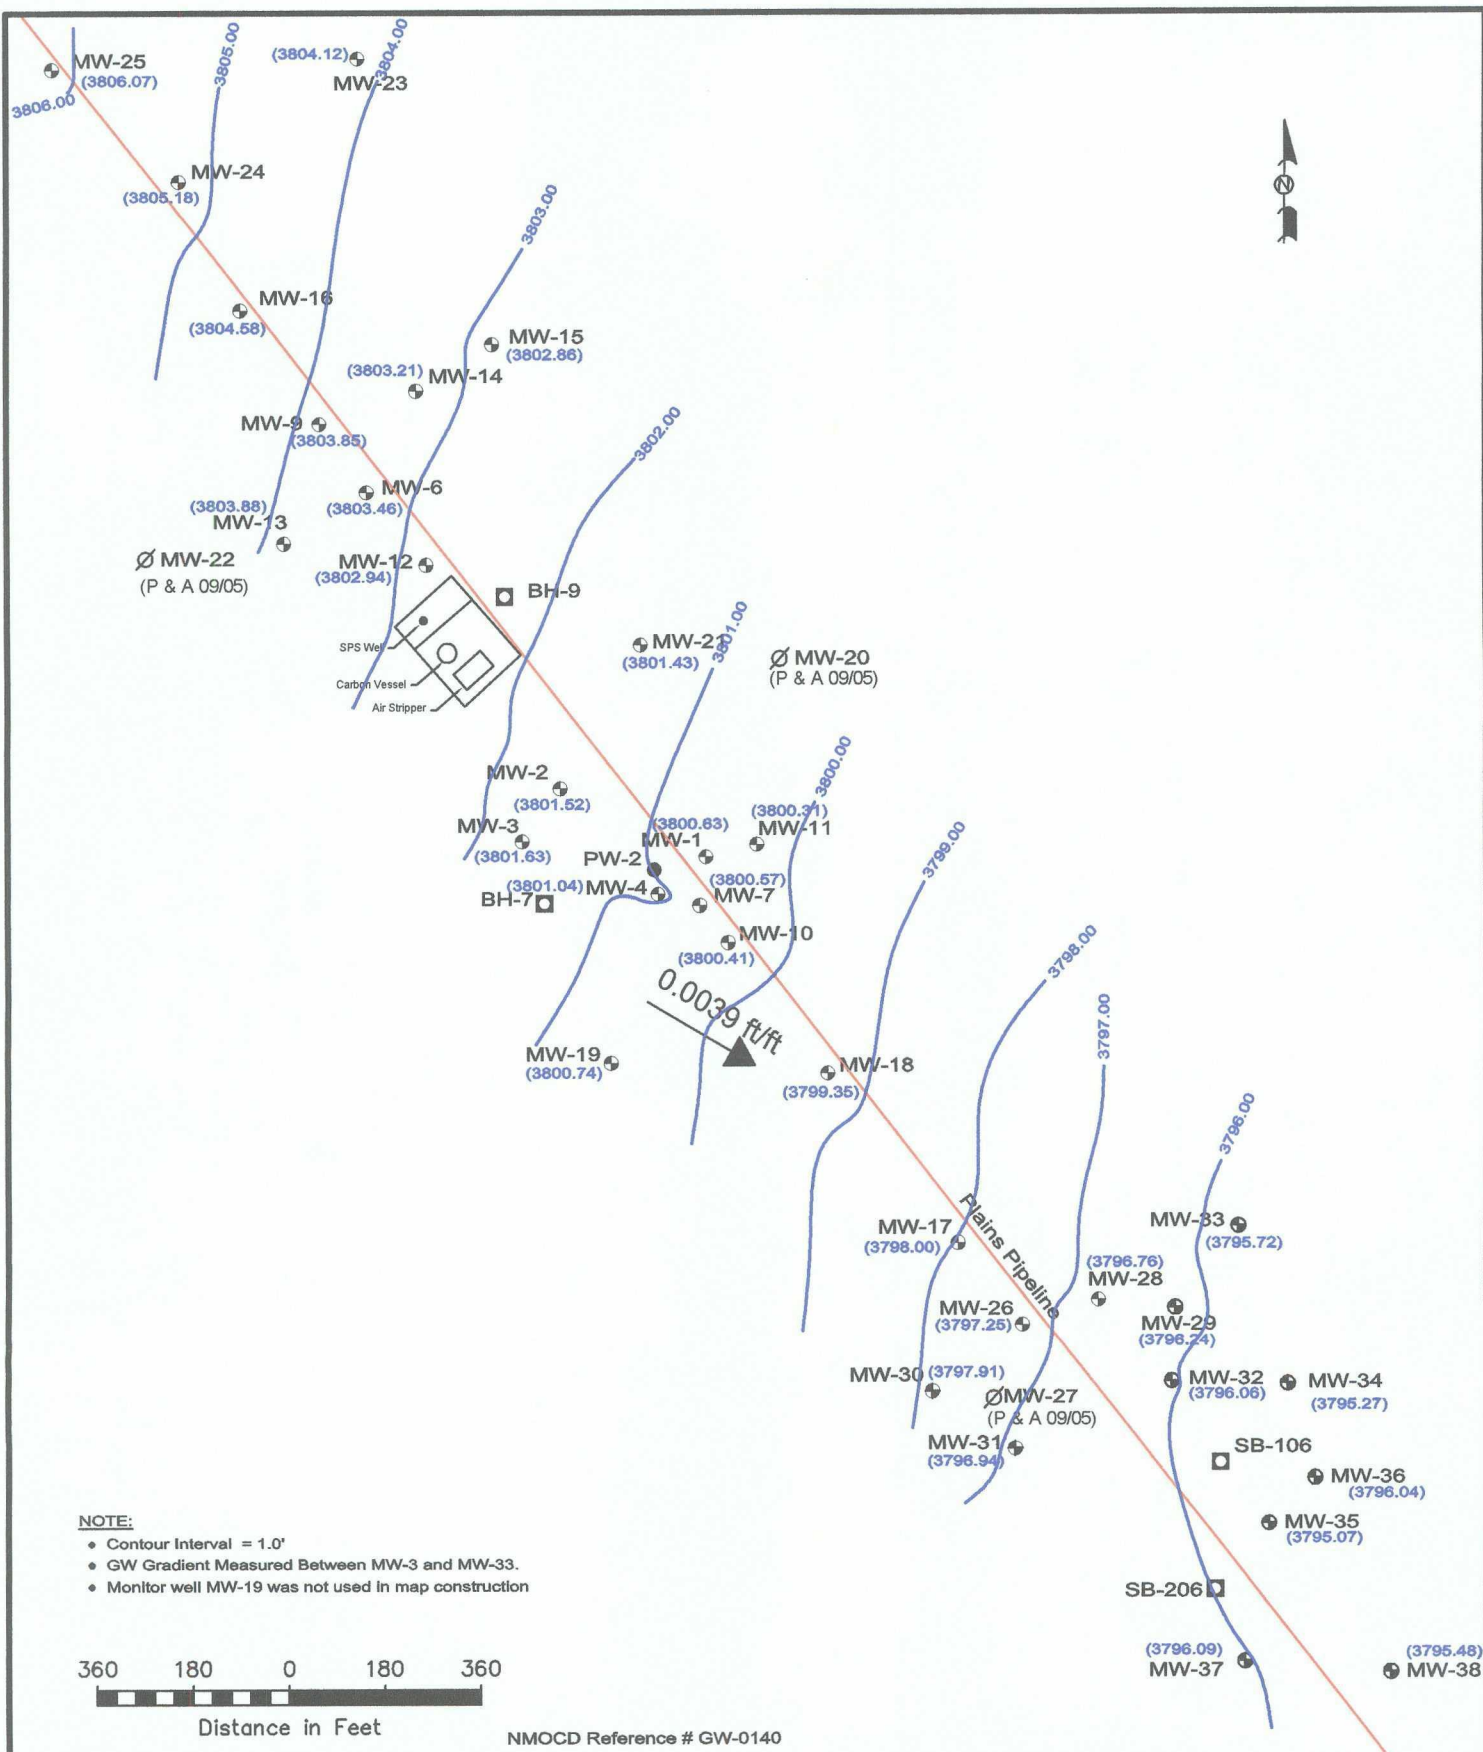 3805.00
3804.00
(3804.12)
MW-23
MW-25
(3806.07)
3806.00
MW-24
(3805.18)
N
3803.00
MW-16
(3804.58)
MW-15
(3802.86)
(3803.21)
MW-14
MW-9
(3803.85)
3802.00
MW-6
(3803.46)
(3803.88)
MW-13
MW-22
(P & A 09/05)
MW-12
(3802.94)
BH-9
SPS Well
Carbon Vessel
Air Stripper
MW-21
(3801.43)
3801.00
MW-20
(P & A 09/05)
3800.00
MW-2
(3801.52)
MW-3
(3801.63)
(3800.63)
MW-1
(3800.31)
MW-11
3799.00
PW-2
(3801.04)
MW-4
BH-7
(3800.57)
MW-7
MW-10
(3800.41)
0.0039 ft/ft
3798.00
3797.00
MW-19
(3800.74)
MW-18
(3799.35)
3796.00
Plains Pipeline
MW-17
(3798.00)
MW-33
(3795.72)
(3796.76)
MW-28
MW-26
(3797.25)
MW-29
(3796.24)
MW-30
(3797.91)
MW-27
(P & A 09/05)
MW-32
(3796.06)
MW-34
(3795.27)
MW-31
(3796.94)
SB-106
MW-36
(3796.04)
MW-35
(3795.07)
SB-206
(3796.09)
MW-37
(3795.48)
MW-38
NOTE:
• Contour Interval = 1.0'
• GW Gradient Measured Between MW-3 and MW-33.
• Monitor well MW-19 was not used in map construction
360 180 0 180 360
Distance in Feet
NMOCD Reference # GW-0140